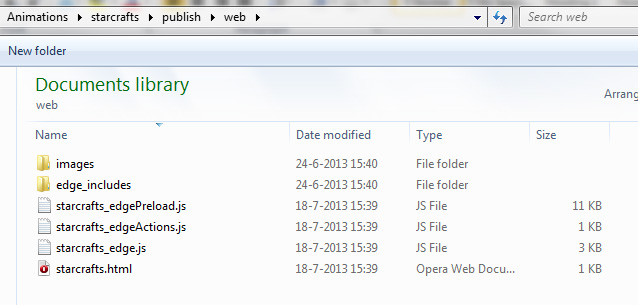 Animations ▸ starcrafts ▸ publish ▸ web ▸ Search web
New folder
Documents library
web
Arrang
Name Date modified Type Size
images 24-6-2013 15:40 File folder
edge_includes 24-6-2013 15:40 File folder
starcrafts_edgePreload.js 18-7-2013 15:39 JS File 11 KB
starcrafts_edgeActions.js 18-7-2013 15:39 JS File 1 KB
starcrafts_edge.js 18-7-2013 15:39 JS File 3 KB
starcrafts.html 18-7-2013 15:39 Opera Web Docu... 1 KB